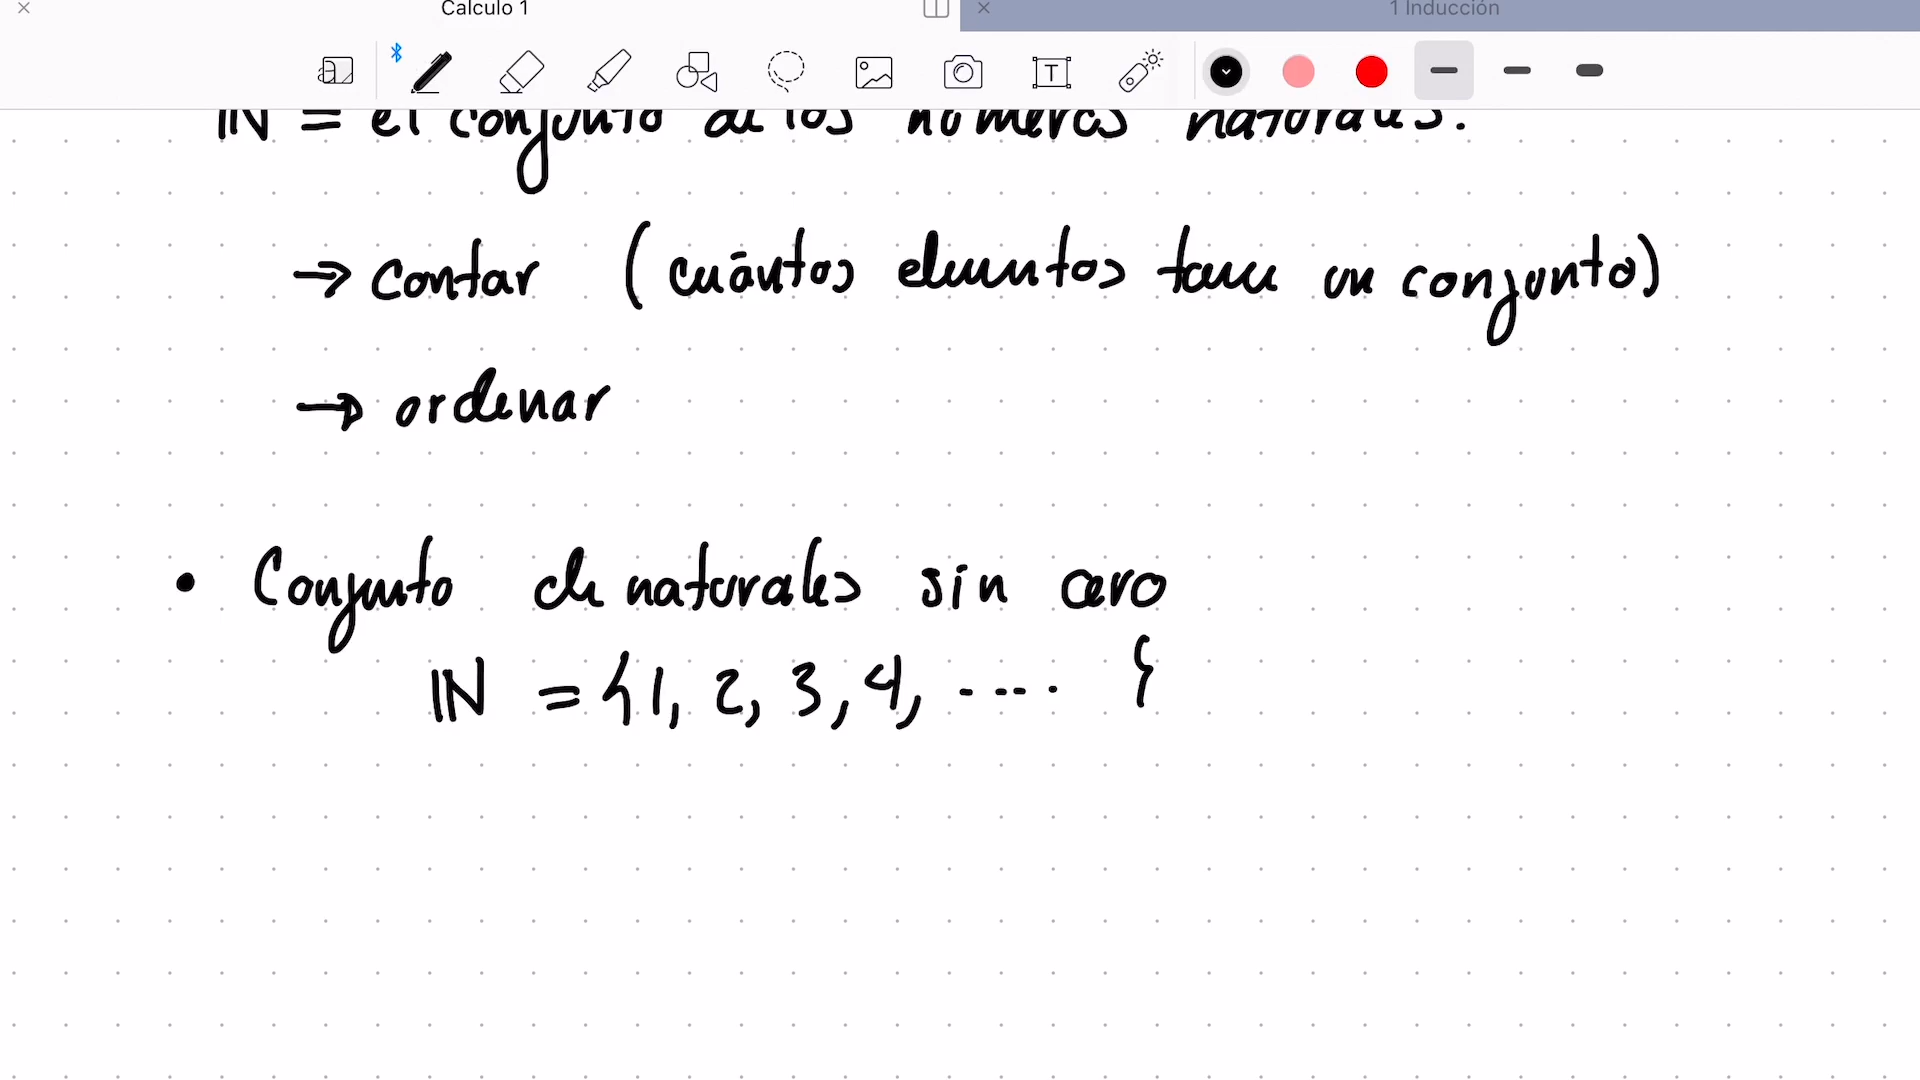 Calculo 1
1 Inducción
IN = el conjunto de los números naturales.
→ contar (cuántos elementos tiene un conjunto)
→ ordenar
• Conjunto de naturales sin cero
IN = {1, 2, 3, 4, ..... }